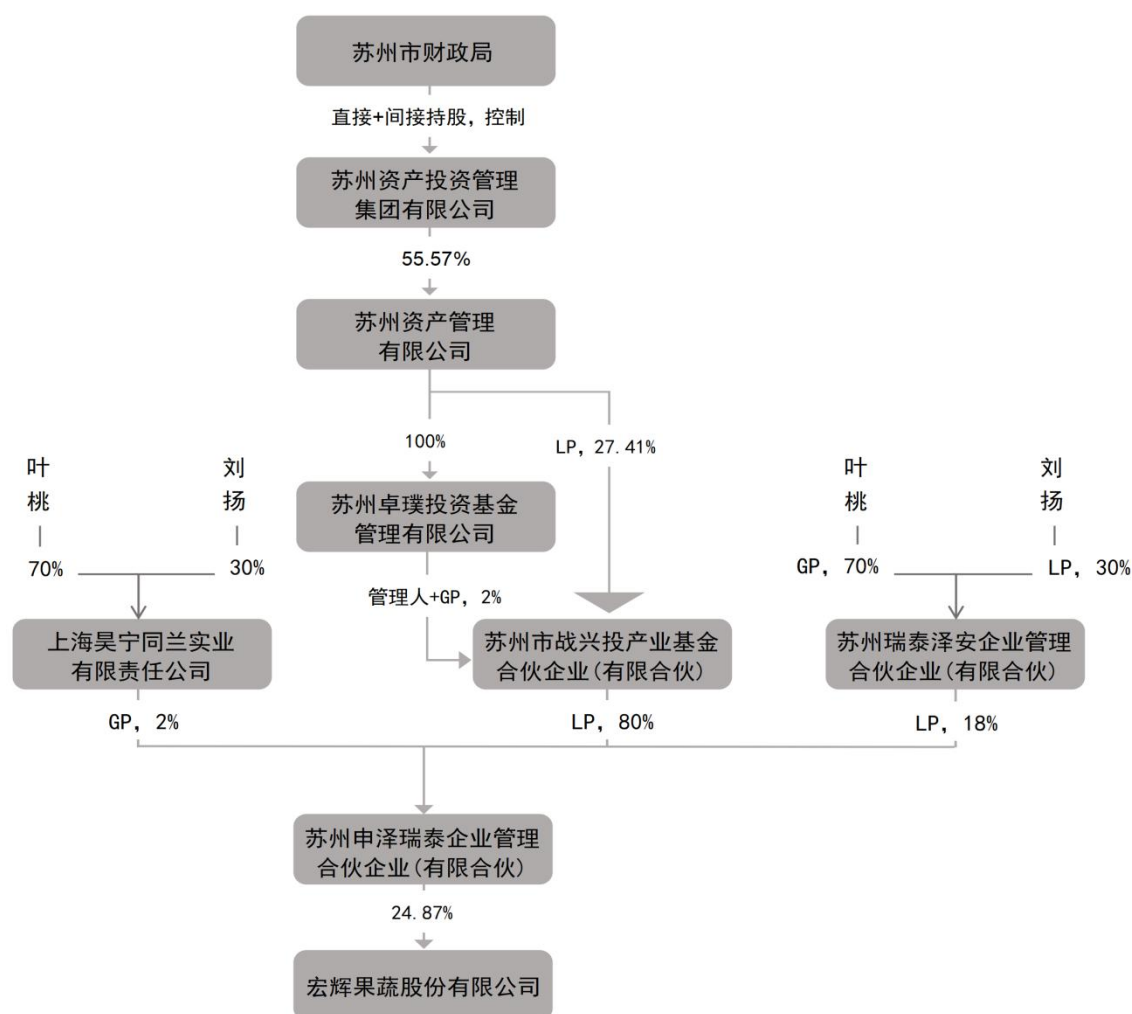 苏州市财政局
直接+间接持股，控制
苏州资产投资管理
集团有限公司
55.57%
苏州资产管理
有限公司
100%
LP，27.41%
叶
桃
刘
扬
苏州卓璞投资基金
管理有限公司
叶
桃
刘
扬
70%
30%
管理人+GP，2%
GP，70%
LP，30%
上海昊宁同兰实业
有限责任公司
苏州市战兴投产业基金
合伙企业(有限合伙)
苏州瑞泰泽安企业管理
合伙企业(有限合伙)
GP，2%
LP，80%
LP，18%
苏州申泽瑞泰企业管理
合伙企业(有限合伙)
24.87%
宏辉果蔬股份有限公司